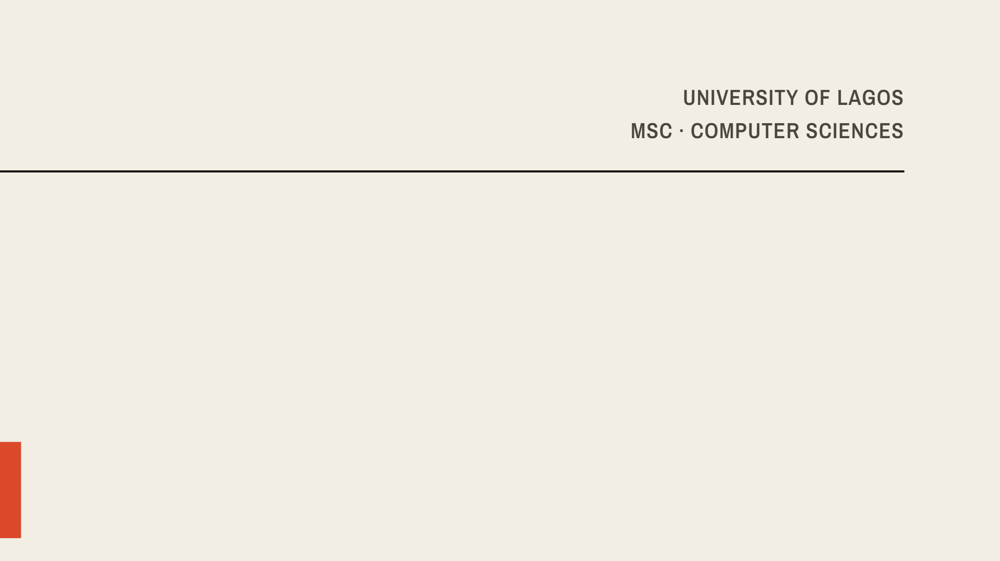 UNIVERSITY OF LAGOS
MSC · COMPUTER SCIENCES